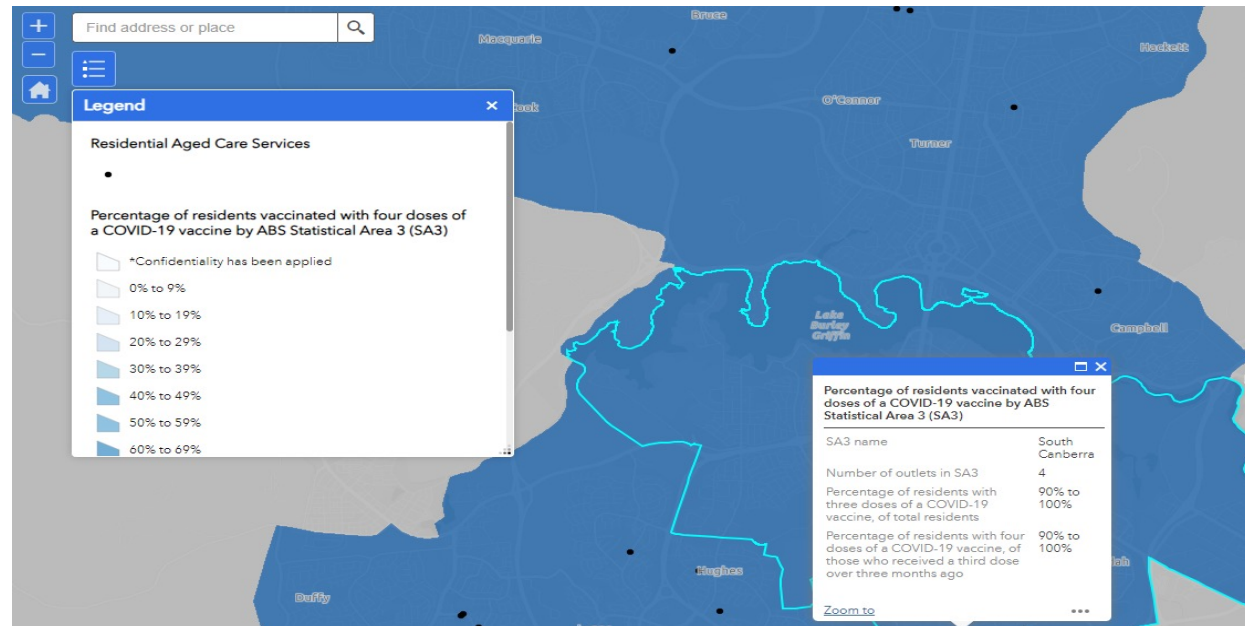 +
Find address or place
−
Legend ×
Residential Aged Care Services
Percentage of residents vaccinated with four doses of
a COVID-19 vaccine by ABS Statistical Area 3 (SA3)
*Confidentiality has been applied
0% to 9%
10% to 19%
20% to 29%
30% to 39%
40% to 49%
50% to 59%
60% to 69%
Bruce
Macquarie
Hackett
Cook
O'Connor
Turner
Lake
Burley
Griffin
Campbell
Hughes
Duffy
Percentage of residents vaccinated with four
doses of a COVID-19 vaccine by ABS
Statistical Area 3 (SA3)
SA3 name South
Canberra
Number of outlets in SA3 4
Percentage of residents with 90% to
three doses of a COVID-19 100%
vaccine, of total residents
Percentage of residents with four 90% to
doses of a COVID-19 vaccine, of 100%
those who received a third dose
over three months ago
Zoom to •••